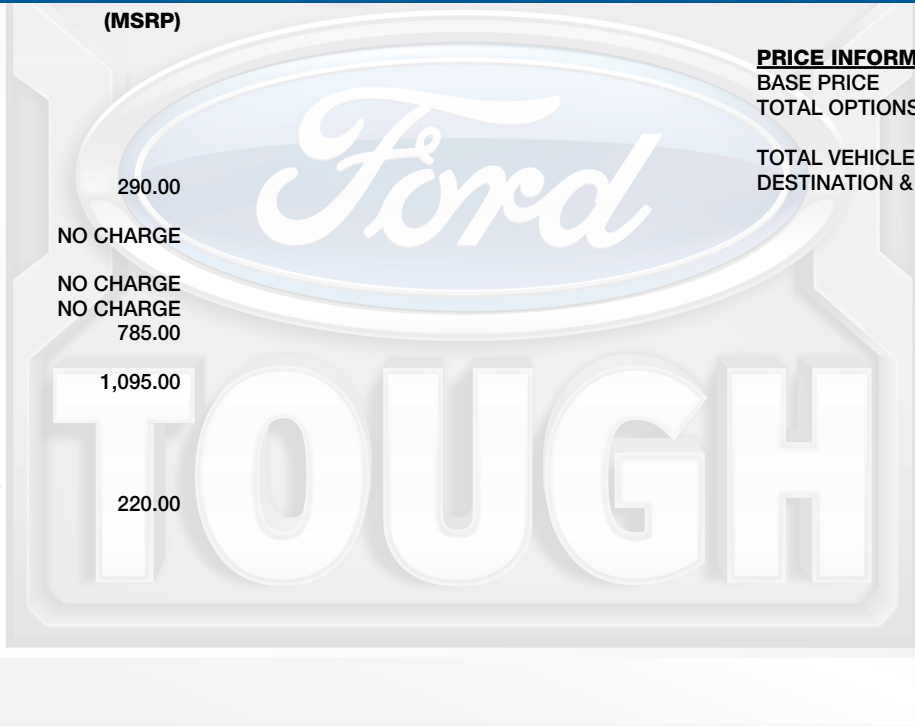 (MSRP)
290.00
NO CHARGE
NO CHARGE
NO CHARGE
785.00
1,095.00
220.00
PRICE INFORM
BASE PRICE
TOTAL OPTIONS
TOTAL VEHICLE
DESTINATION &
Ford
TOUGH